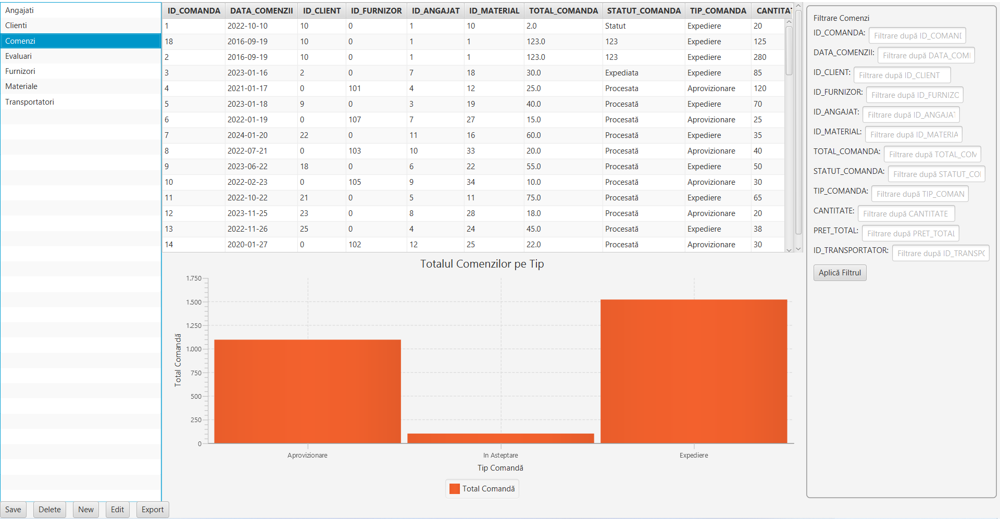 Angajati
Clienti
Comenzi
Evaluari
Furnizori
Materiale
Transportatori
ID_COMANDA DATA_COMENZII ID_CLIENT ID_FURNIZOR ID_ANGAJAT ID_MATERIAL TOTAL_COMANDA STATUT_COMANDA TIP_COMANDA CANTITAT
1 2022-10-10 10 0 1 10 2.0 Statut Expediere 20
18 2016-09-19 10 0 1 1 123.0 123 Expediere 125
2 2016-09-19 10 0 1 1 123.0 123 Expediere 280
3 2023-01-16 2 0 7 18 30.0 Expediata Expediere 85
4 2021-01-17 0 101 4 12 25.0 Procesata Aprovizionare 120
5 2023-01-18 9 0 3 19 40.0 Procesată Expediere 70
6 2022-01-19 0 107 7 27 15.0 Procesată Aprovizionare 25
7 2024-01-20 22 0 11 16 60.0 Procesată Expediere 35
8 2022-07-21 0 103 10 33 20.0 Procesată Aprovizionare 40
9 2023-06-22 18 0 6 22 55.0 Procesată Expediere 50
10 2022-02-23 0 105 9 34 10.0 Procesată Aprovizionare 30
11 2022-10-22 21 0 5 11 75.0 Procesată Expediere 65
12 2023-11-25 23 0 8 28 18.0 Procesată Aprovizionare 20
13 2022-11-26 25 0 4 24 45.0 Procesată Expediere 38
14 2020-01-27 0 102 12 25 22.0 Procesată Aprovizionare 30
Totalul Comenzilor pe Tip
1.750
1.500
1.250
1.000
750
500
250
0
Total Comandă
Aprovizionare In Asteptare Expediere
Tip Comandă
Total Comandă
Filtrare Comenzi
ID_COMANDA: Filtrare după ID_COMAND
DATA_COMENZII: Filtrare după DATA_COMI
ID_CLIENT: Filtrare după ID_CLIENT
ID_FURNIZOR: Filtrare după ID_FURNIZO
ID_ANGAJAT: Filtrare după ID_ANGAJAT
ID_MATERIAL: Filtrare după ID_MATERIA
TOTAL_COMANDA: Filtrare după TOTAL_COM
STATUT_COMANDA: Filtrare după STATUT_COI
TIP_COMANDA: Filtrare după TIP_COMAN
CANTITATE: Filtrare după CANTITATE
PRET_TOTAL: Filtrare după PRET_TOTAL
ID_TRANSPORTATOR: Filtrare după ID_TRANSPO
Aplică Filtrul
Save Delete New Edit Export